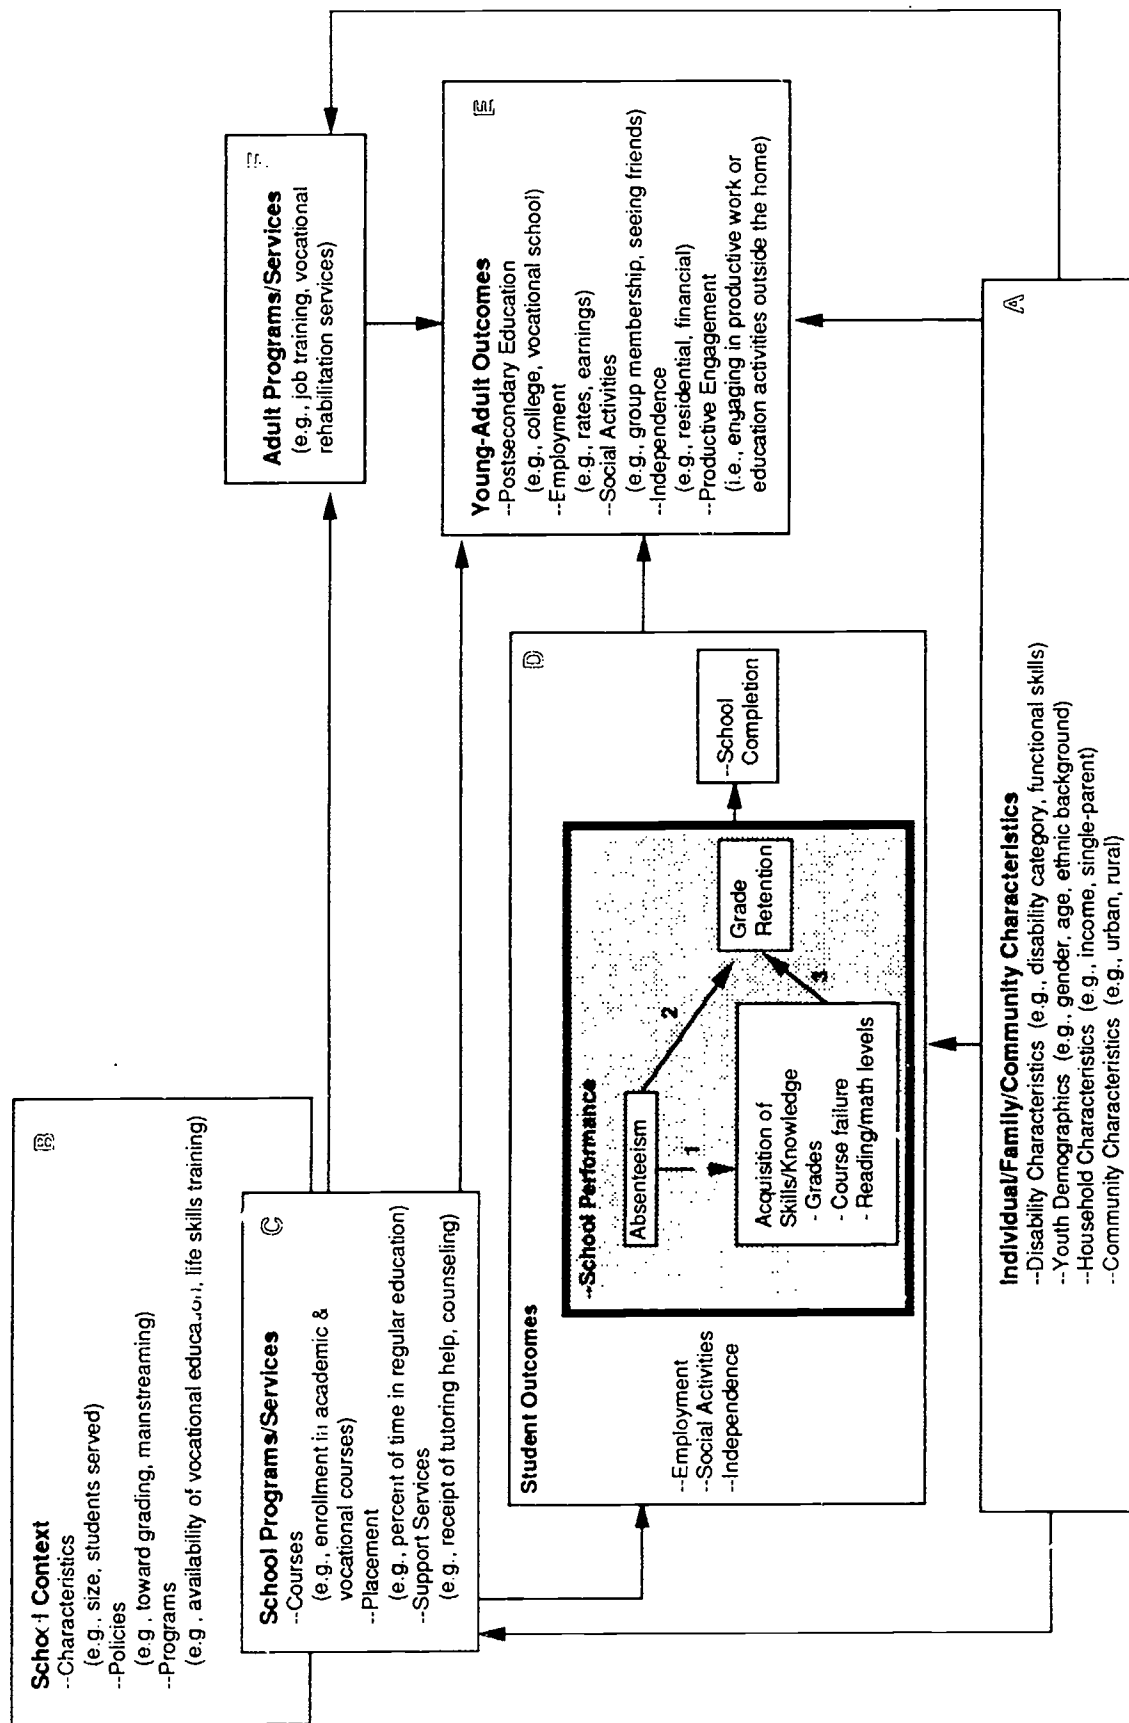 School Context
B
--Characteristics
(e.g., size, students served)
--Policies
(e.g., toward grading, mainstreaming)
--Programs
(e.g., availability of vocational education, life skills training)
School Programs/Services
C
--Courses
(e.g., enrollment in academic &
vocational courses)
--Placement
(e.g., percent of time in regular education)
--Support Services
(e.g., receipt of tutoring help, counseling)
Adult Programs/Services
F
(e.g., job training, vocational
rehabilitation services)
Young-Adult Outcomes
E
--Postsecondary Education
(e.g., college, vocational school)
--Employment
(e.g., rates, earnings)
--Social Activities
(e.g., group membership, seeing friends)
--Independence
(e.g., residential, financial)
--Productive Engagement
(i.e., engaging in productive work or
education activities outside the home)
Student Outcomes
D
--Employment
--Social Activities
--Independence
--School Performance
Absenteeism
1
2
3
Acquisition of
Skills/Knowledge
- Grades
- Course failure
- Reading/math levels
Grade
Retention
--School
Completion
Individual/Family/Community Characteristics
A
--Disability Characteristics (e.g., disability category, functional skills)
--Youth Demographics (e.g., gender, age, ethnic background)
--Household Characteristics (e.g., income, single-parent)
--Community Characteristics (e.g., urban, rural)